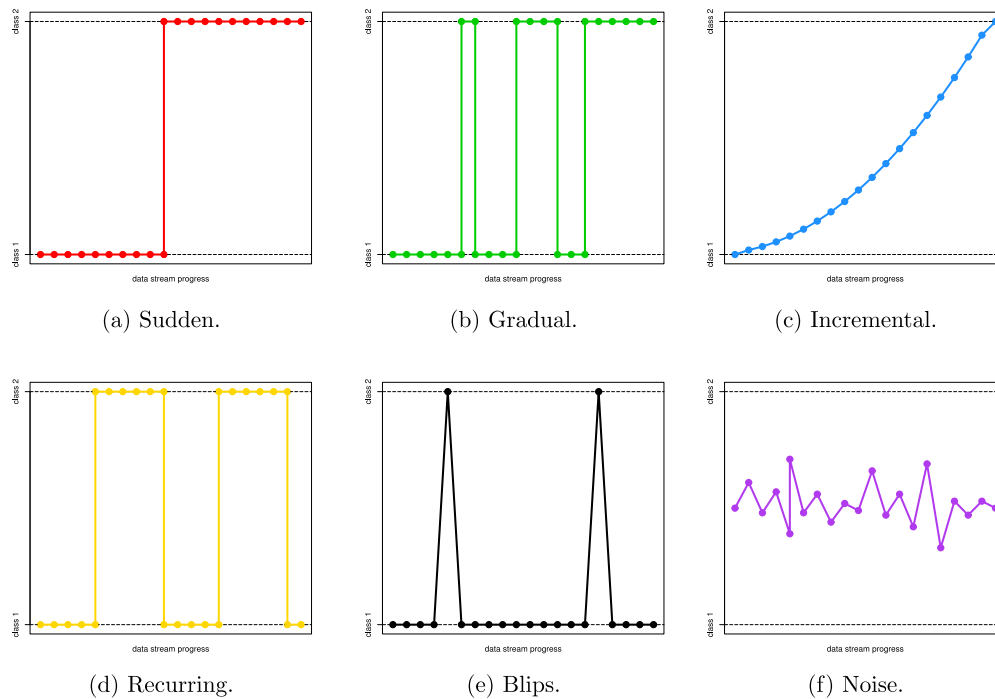 class 2
class 1
data stream progress
(a) Sudden.
class 2
class 1
data stream progress
(b) Gradual.
class 2
class 1
data stream progress
(c) Incremental.
class 2
class 1
data stream progress
(d) Recurring.
class 2
class 1
data stream progress
(e) Blips.
class 2
class 1
data stream progress
(f) Noise.